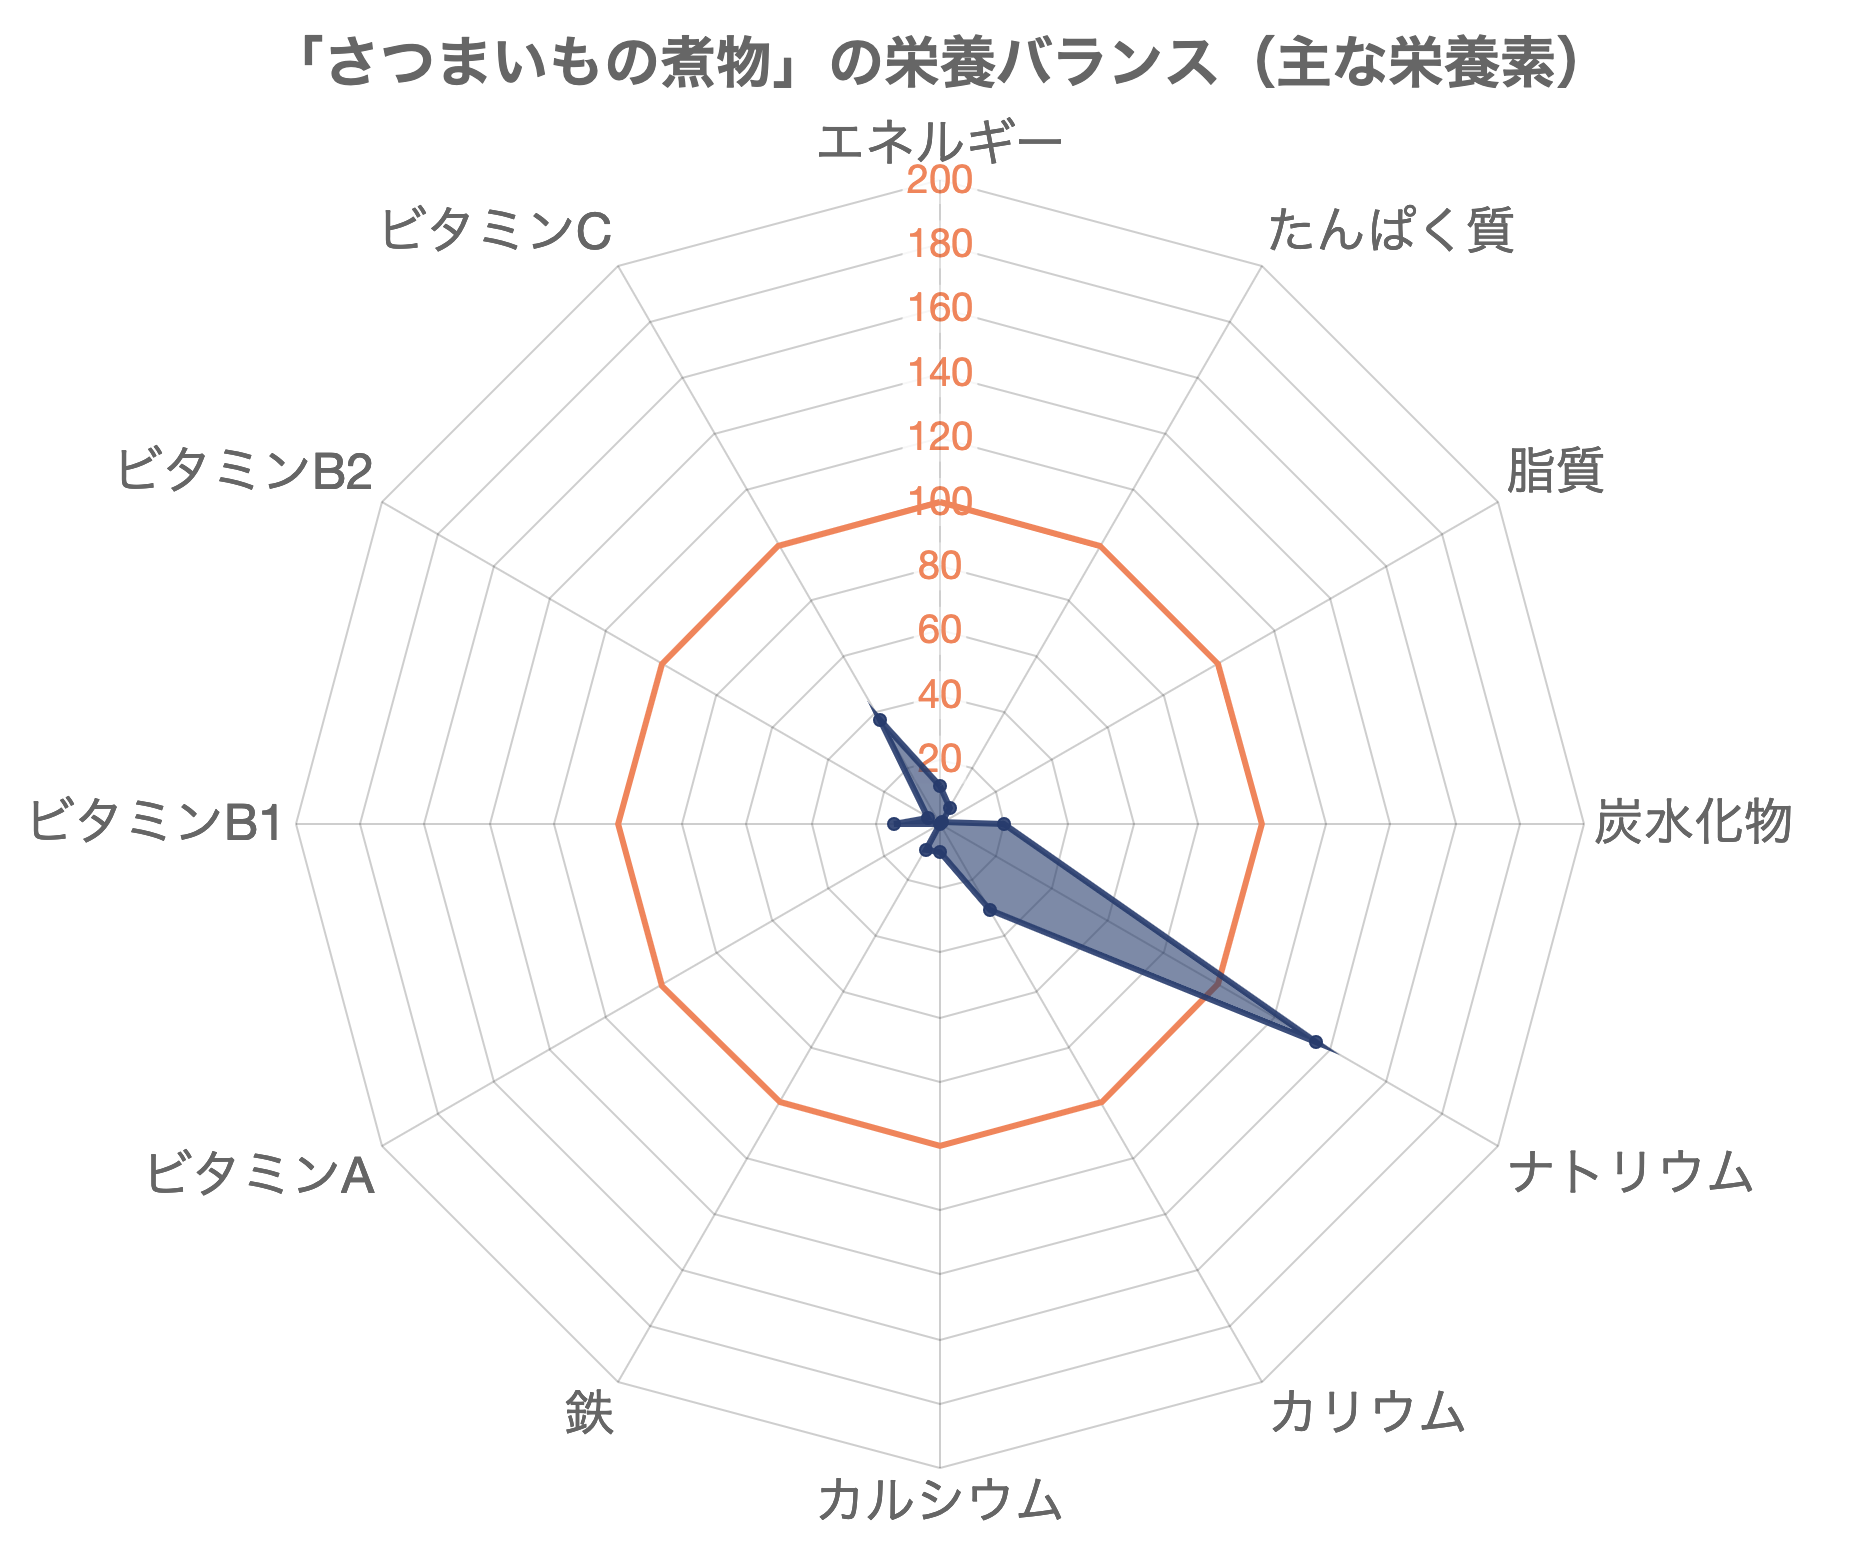 「さつまいもの煮物」の栄養バランス（主な栄養素）
エネルギー
たんぱく質
脂質
炭水化物
ナトリウム
カリウム
カルシウム
鉄
ビタミンA
ビタミンB1
ビタミンB2
ビタミンC
200
180
160
140
120
100
80
60
40
20